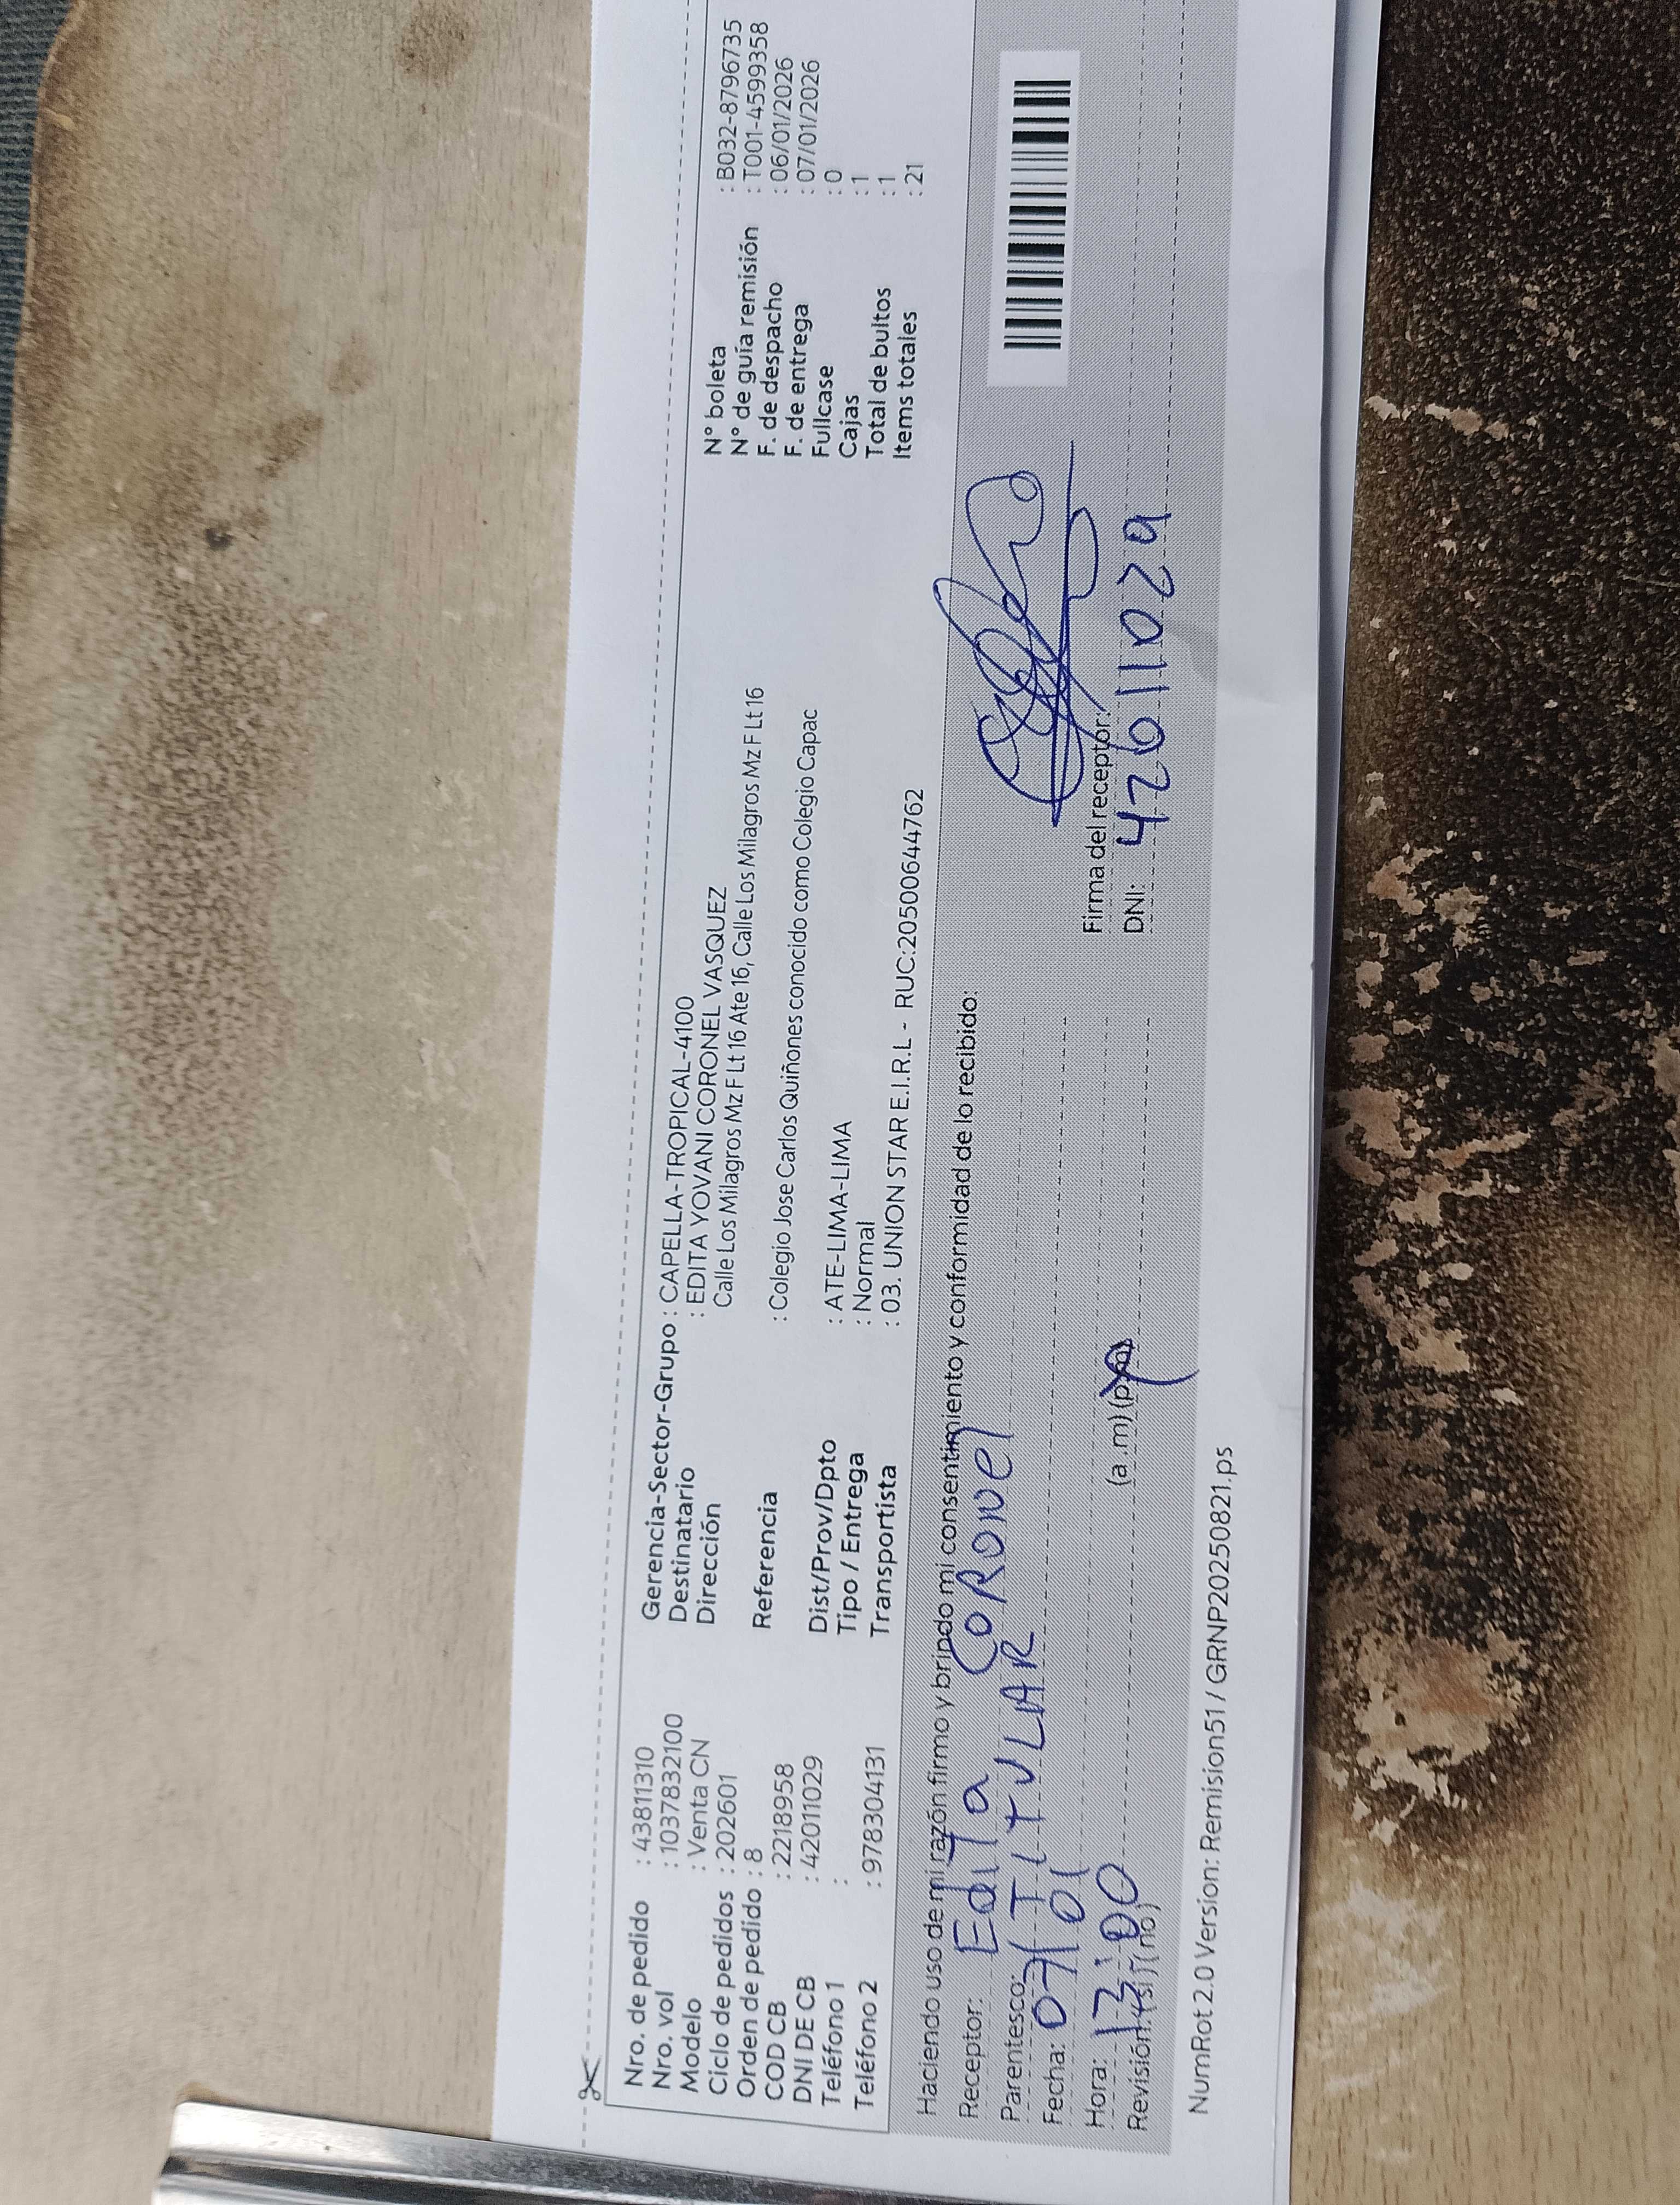 Nro. de pedido : 43811310
Nro. vol : 1037832100
Modelo : Venta CN
Ciclo de pedidos : 202601
Orden de pedido : 8
COD CB : 2218958
DNI DE CB : 42011029
Teléfono 1 :
Teléfono 2 : 978304131
Gerencia-Sector-Grupo : CAPELLA-TROPICAL-4100
Destinatario : EDITA YOVANI CORONEL VASQUEZ
Dirección Calle Los Milagros Mz F Lt 16 Ate 16, Calle Los Milagros Mz F Lt 16
Referencia : Colegio Jose Carlos Quiñones conocido como Colegio Capac
Dist/Prov/Dpto : ATE-LIMA-LIMA
Tipo / Entrega : Normal
Transportista : 03. UNION STAR E.I.R.L - RUC:20500644762
N° boleta : B032-8796735
N° de guía remisión : T001-4599358
F. de despacho : 06/01/2026
F. de entrega : 07/01/2026
Fullcase : 0
Cajas : 1
Total de bultos : 1
Items totales : 21
Haciendo uso de mi razón firmo y brindo mi consentimiento y conformidad de lo recibido:
Receptor: EdiTa CORONel
Parentesco: TiTULAR
Fecha: 07/01
Hora: 13:00 (a.m) (p.m)
Revisión: (si) (no)
Firma del receptor:
DNI: 42011029
NumRot 2.0 Version: Remision51 / GRNP20250821.ps